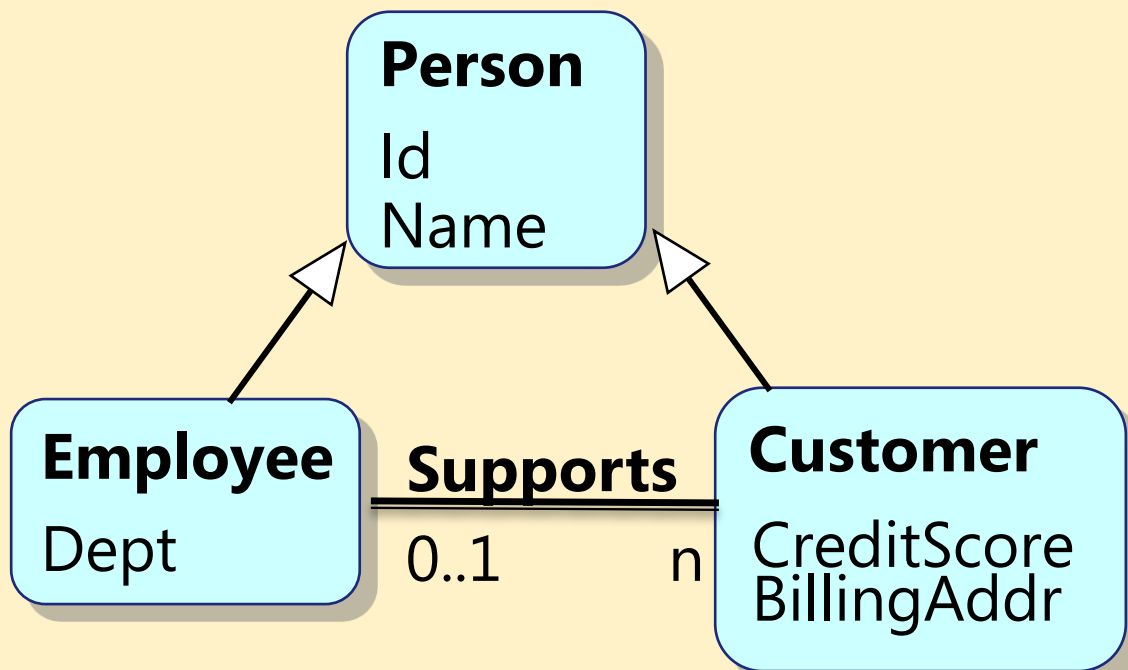 Person
Id
Name
Employee
Dept
Supports
0..1 n
Customer
CreditScore
BillingAddr